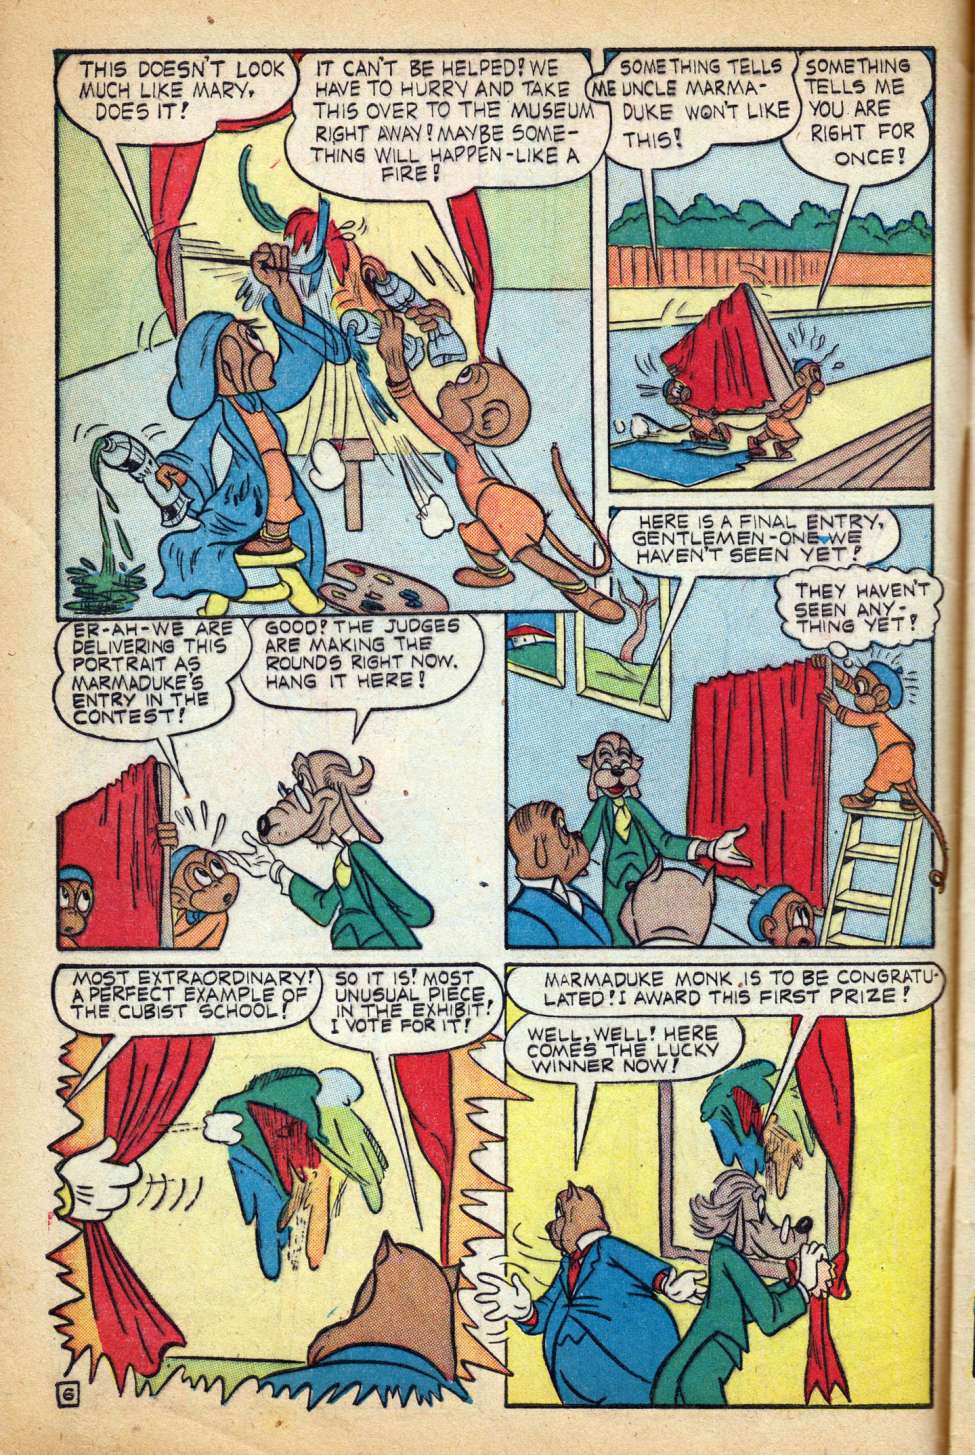 THIS DOESN'T LOOK
MUCH LIKE MARY,
DOES IT!
IT CAN'T BE HELPED! WE
HAVE TO HURRY AND TAKE
THIS OVER TO THE MUSEUM
RIGHT AWAY! MAYBE SOME-
THING WILL HAPPEN-LIKE A
FIRE!
SOMETHING TELLS
ME UNCLE MARMA-
DUKE WON'T LIKE
THIS!
SOMETHING
TELLS ME
YOU ARE
RIGHT FOR
ONCE!
ER-AH-WE ARE
DELIVERING THIS
PORTRAIT AS
MARMADUKE'S
ENTRY IN THE
CONTEST!
GOOD! THE JUDGES
ARE MAKING THE
ROUNDS RIGHT NOW.
HANG IT HERE!
HERE IS A FINAL ENTRY,
GENTLEMEN-ONE WE
HAVEN'T SEEN YET!
THEY HAVEN'T
SEEN ANY-
THING YET!
MOST EXTRAORDINARY!
A PERFECT EXAMPLE OF
THE CUBIST SCHOOL!
SO IT IS! MOST
UNUSUAL PIECE
IN THE EXHIBIT!
I VOTE FOR IT!
MARMADUKE MONK IS TO BE CONGRATU-
LATED! I AWARD THIS FIRST PRIZE!
WELL, WELL! HERE
COMES THE LUCKY
WINNER NOW!
6